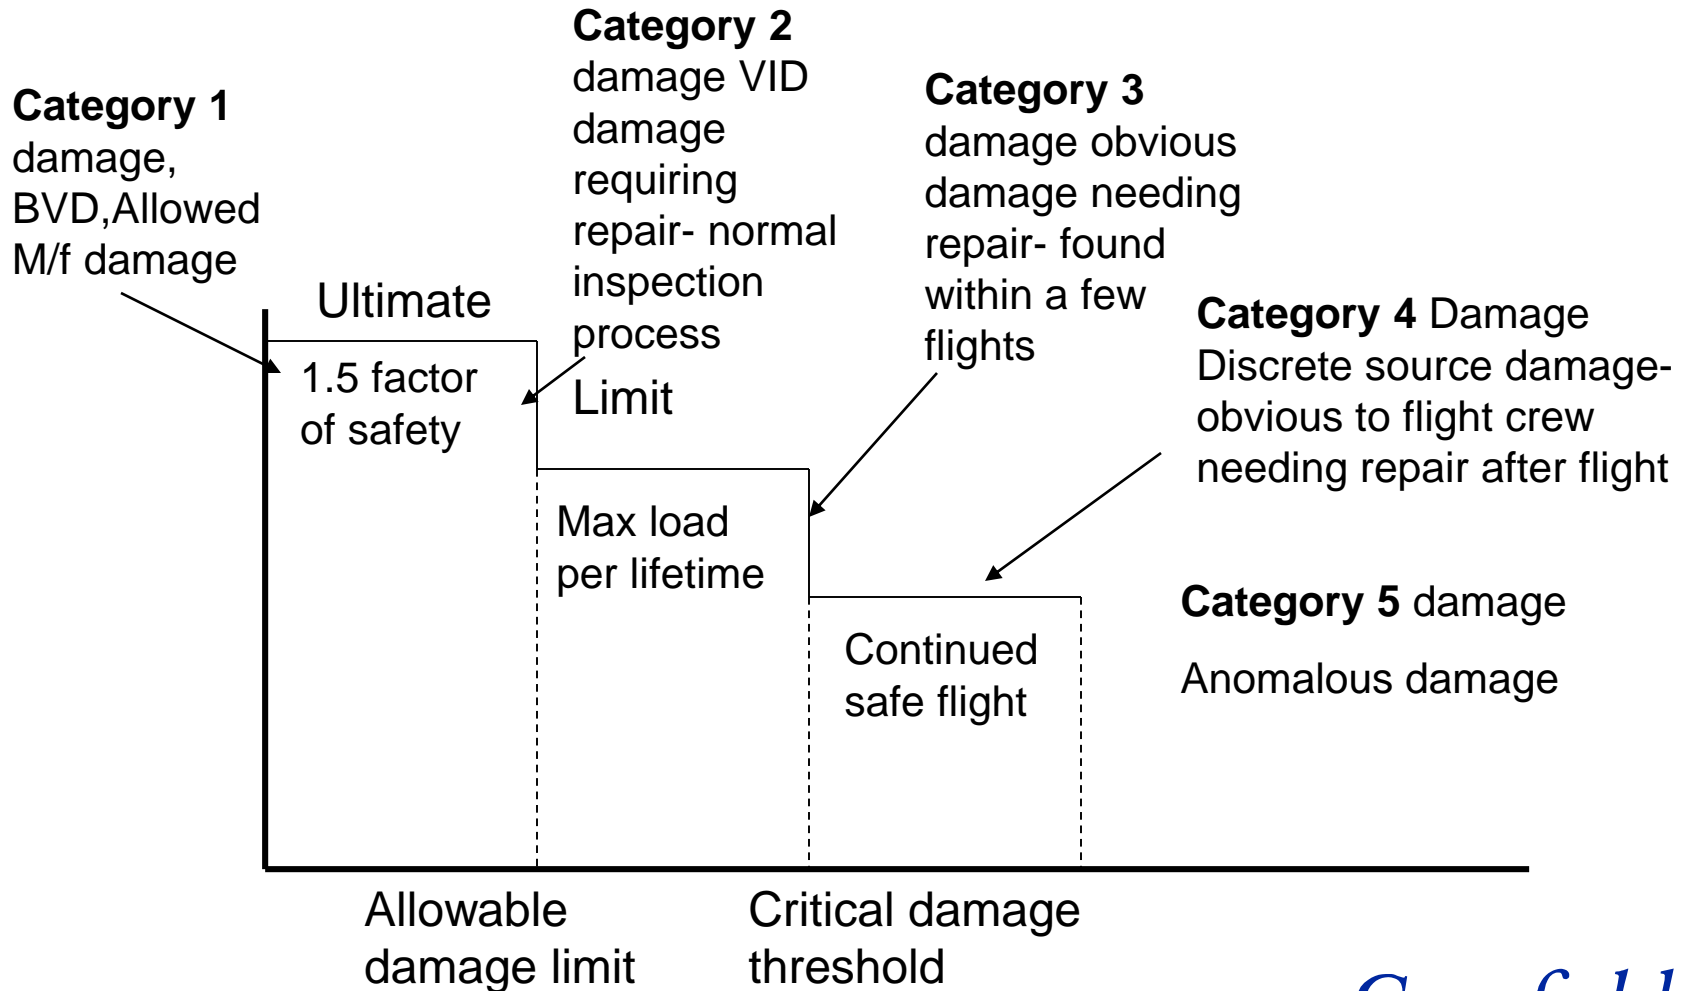 Category 1
damage,
BVD,Allowed
M/f damage
Category 2
damage VID
damage
requiring
repair- normal
inspection
process
Category 3
damage obvious
damage needing
repair- found
within a few
flights
Category 4 Damage
Discrete source damage-
obvious to flight crew
needing repair after flight
Category 5 damage
Anomalous damage
Ultimate
1.5 factor
of safety
Limit
Max load
per lifetime
Continued
safe flight
Allowable
damage limit
Critical damage
threshold